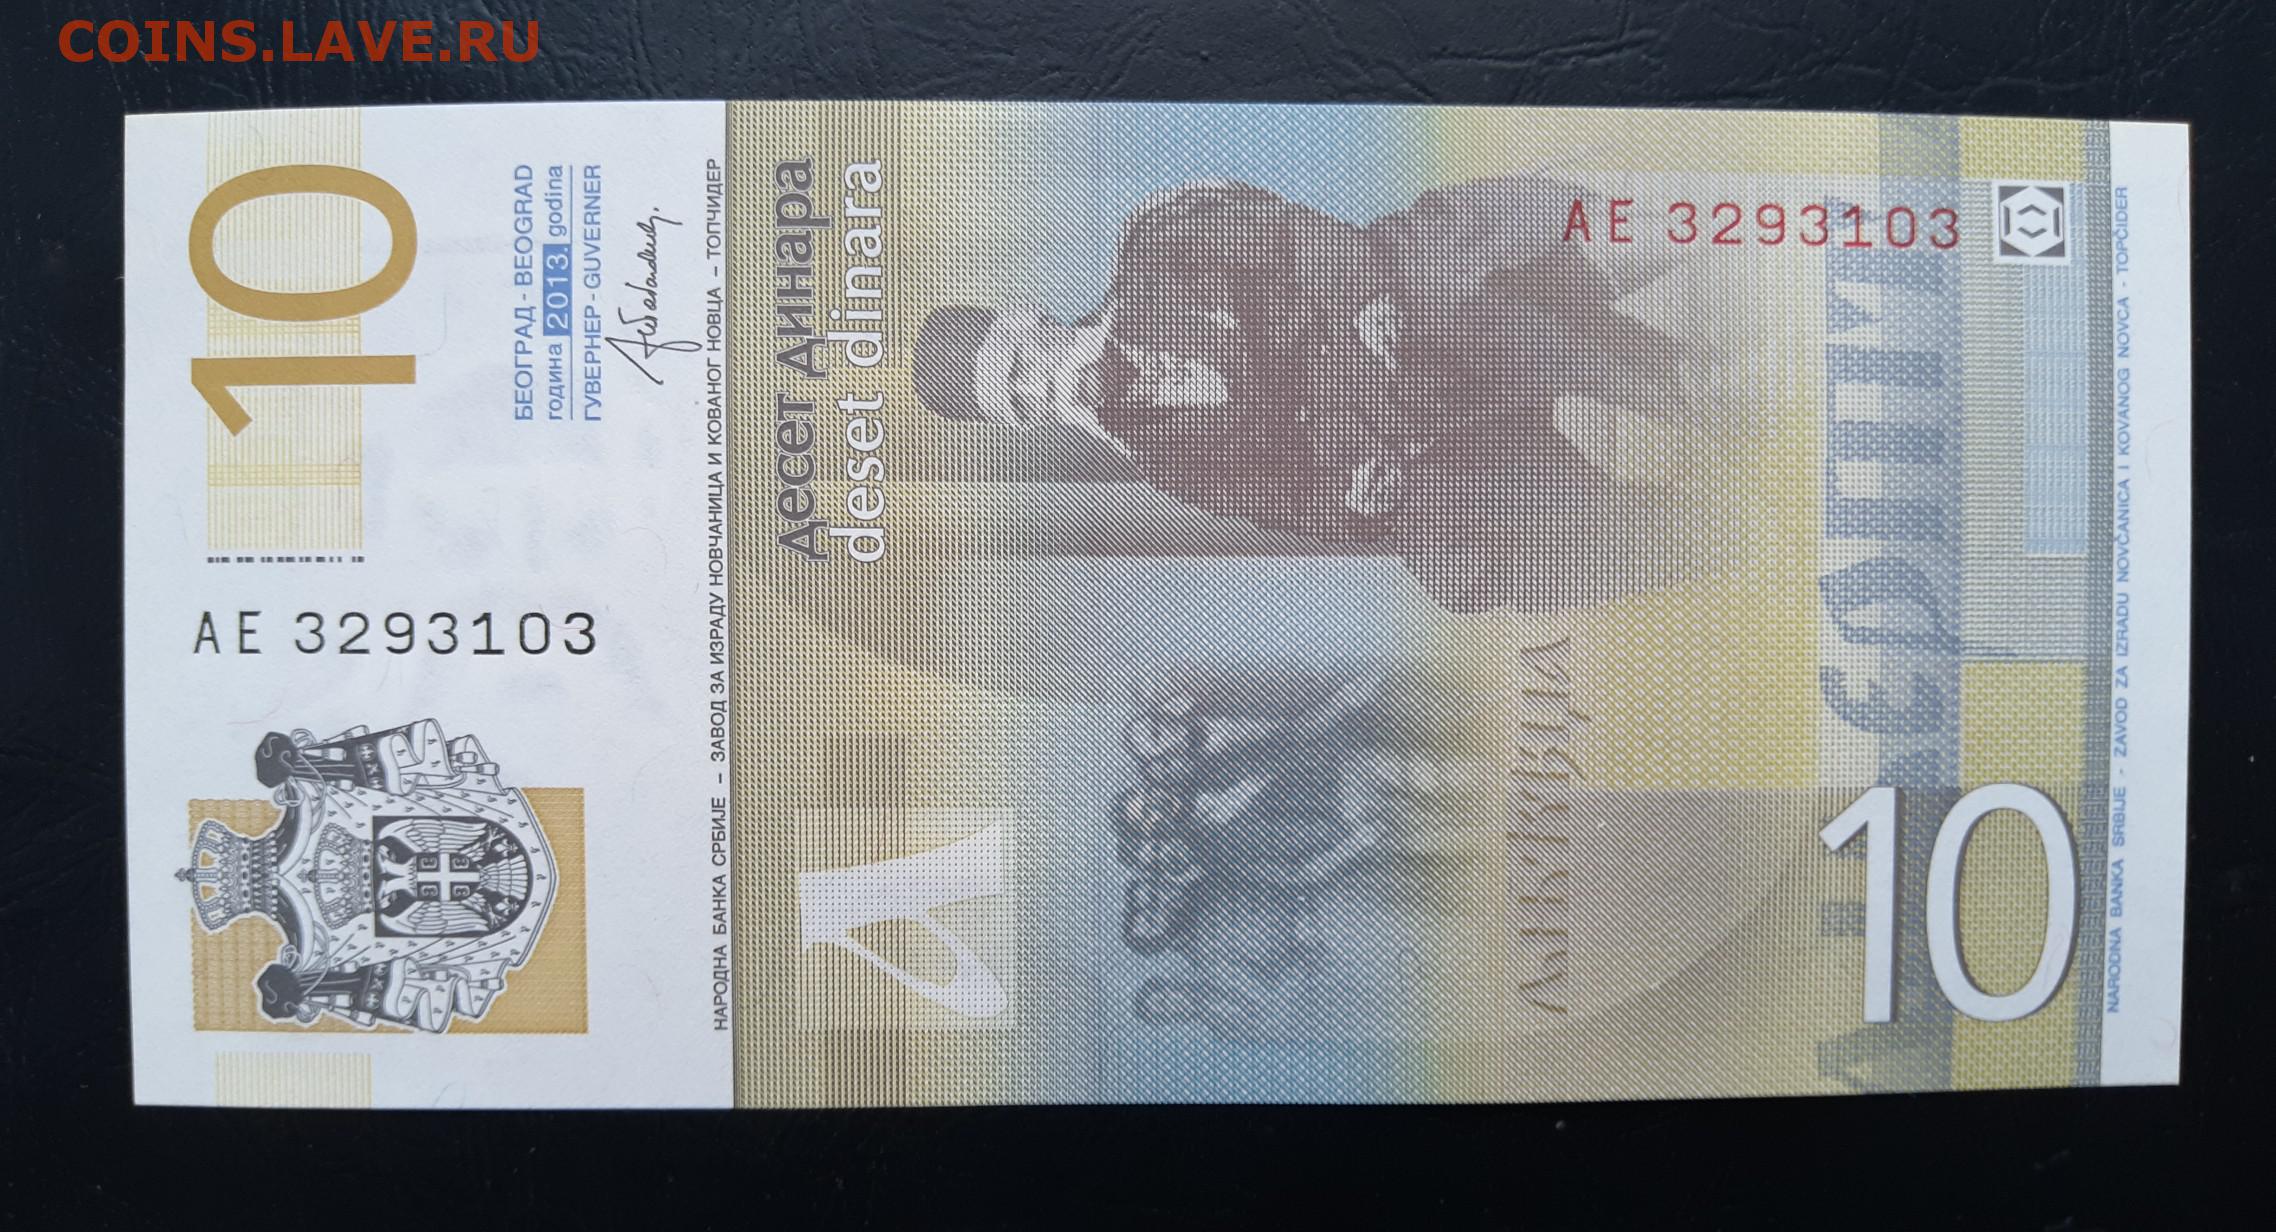 COINS.LAVE.RU
10
БЕОГРАД - BEOGRAD
година 2013. godina
ГУВЕРНЕР - GUVERNER
AE 3293103
НАРОДНА БАНКА СРБИЈЕ – ЗАВОД ЗА ИЗРАДУ НОВЧАНИЦА И КОВАНОГ НОВЦА – ТОПЧИДЕР
десет динара
deset dinara
AE 3293103
10
NARODNA BANKA SRBIJE - ZAVOD ZA IZRADU NOVČANICA I KOVANOG NOVCA - TOPČIDER